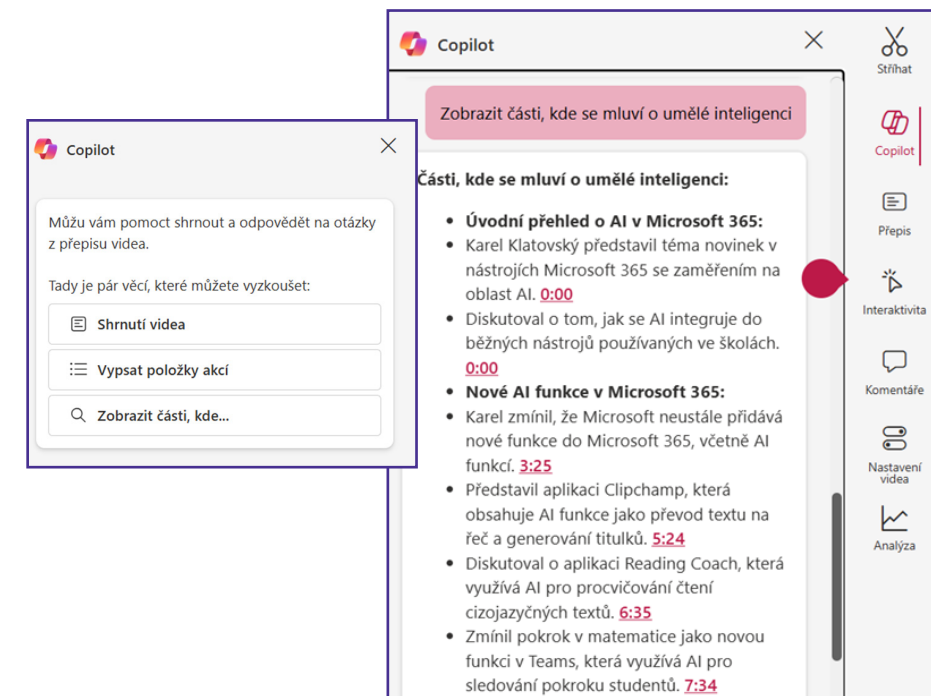 Copilot
Můžu vám pomoct shrnout a odpovědět na otázky
z přepisu videa.
Tady je pár věcí, které můžete vyzkoušet:
Shrnutí videa
Vypsat položky akcí
Zobrazit části, kde...
Copilot
Zobrazit části, kde se mluví o umělé inteligenci
Části, kde se mluví o umělé inteligenci:
• Úvodní přehled o AI v Microsoft 365:
• Karel Klatovský představil téma novinek v
nástrojích Microsoft 365 se zaměřením na
oblast AI. 0:00
• Diskutoval o tom, jak se AI integruje do
běžných nástrojů používaných ve školách.
0:00
• Nové AI funkce v Microsoft 365:
• Karel zmínil, že Microsoft neustále přidává
nové funkce do Microsoft 365, včetně AI
funkcí. 3:25
• Představil aplikaci Clipchamp, která
obsahuje AI funkce jako převod textu na
řeč a generování titulků. 5:24
• Diskutoval o aplikaci Reading Coach, která
využívá AI pro procvičování čtení
cizojazyčných textů. 6:35
• Zmínil pokrok v matematice jako novou
funkci v Teams, která využívá AI pro
sledování pokroku studentů. 7:34
Stříhat
Copilot
Přepis
Interaktivita
Komentáře
Nastavení
videa
Analýza